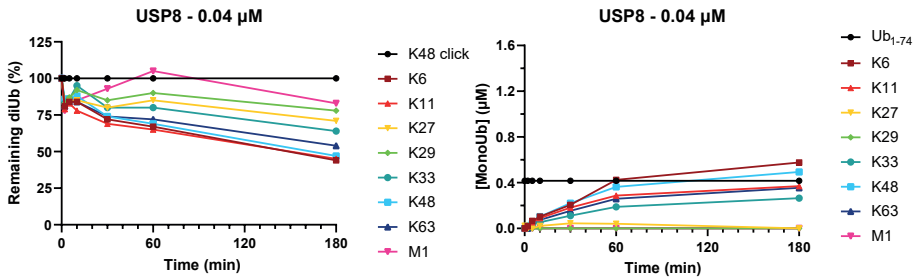 USP8 - 0.04 µM
Remaining diUb (%)
125
100
75
50
25
0
0
60
120
180
Time (min)
K48 click
K6
K11
K27
K29
K33
K48
K63
M1
USP8 - 0.04 µM
[MonoUb] (µM)
1.6
1.2
0.8
0.4
0.0
0
60
120
180
Time (min)
Ub1-74
K6
K11
K27
K29
K33
K48
K63
M1